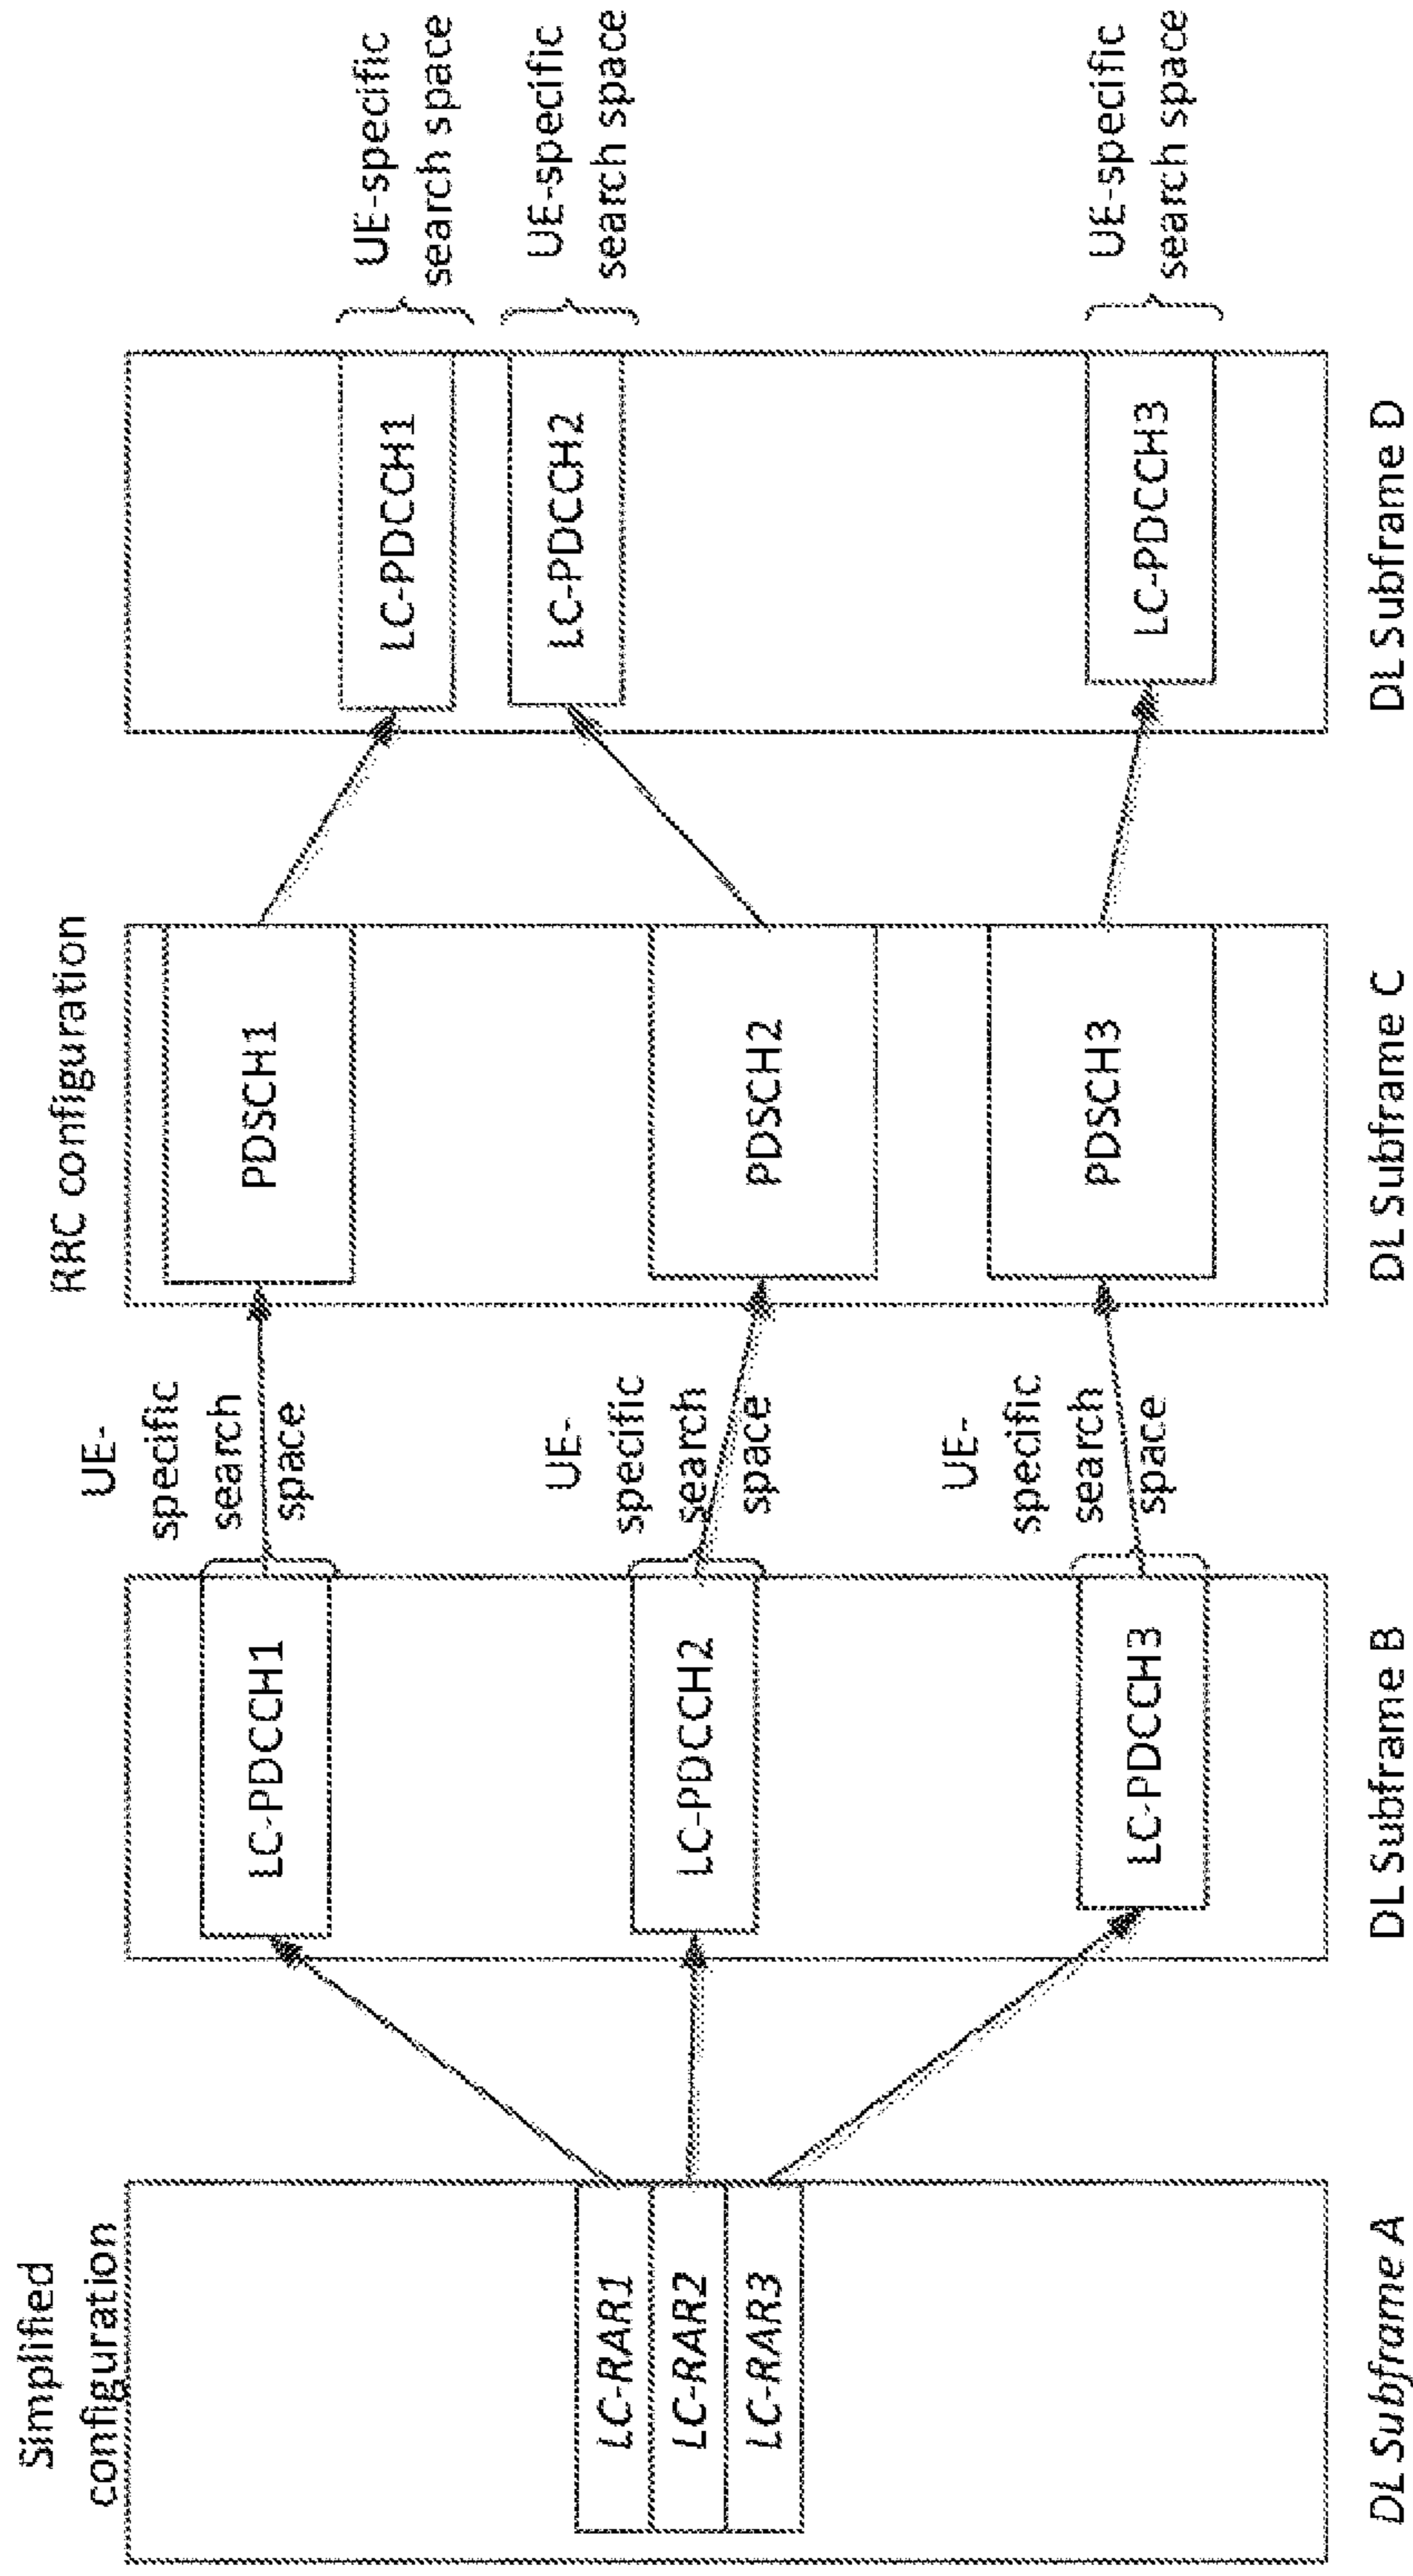 Simplified
configuration
LC-RAR1
LC-RAR2
LC-RAR3
DL Subframe A
LC-PDCCH1
LC-PDCCH2
LC-PDCCH3
DL Subframe B
UE-
specific
search
space
UE-
specific
search
space
UE-
specific
search
space
RRC configuration
PDSCH1
PDSCH2
PDSCH3
DL Subframe C
LC-PDCCH1
LC-PDCCH2
LC-PDCCH3
DL Subframe D
UE-specific
search space
UE-specific
search space
UE-specific
search space